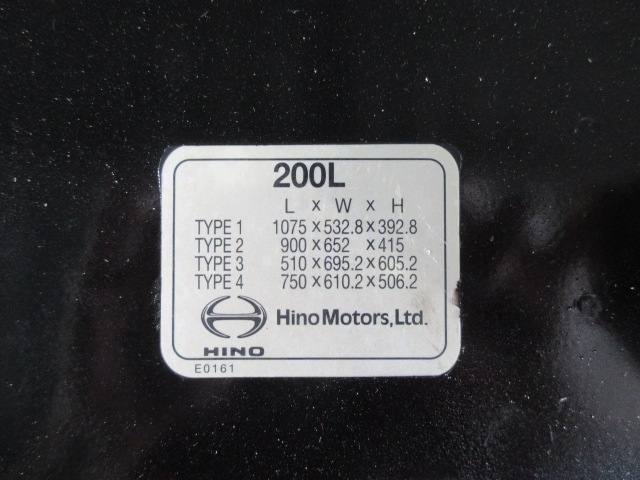 200L
L × W × H
TYPE 1 1075 × 532.8 × 392.8
TYPE 2 900 × 652 × 415
TYPE 3 510 × 695.2 × 605.2
TYPE 4 750 × 610.2 × 506.2
Hino Motors, Ltd.
HINO
E0161